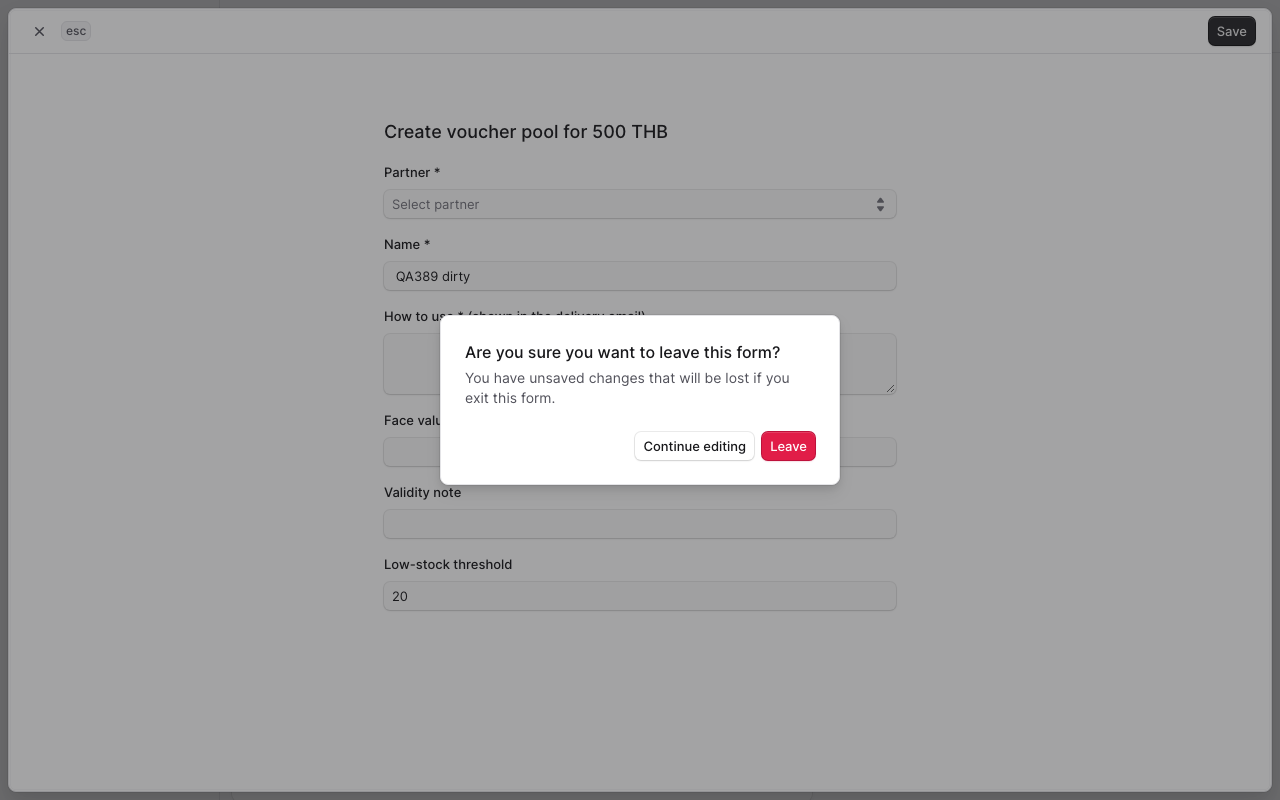 esc
Save
Create voucher pool for 500 THB
Partner *
Select partner
Name *
QA389 dirty
How to use * (shown in the delivery email)
Are you sure you want to leave this form?
You have unsaved changes that will be lost if you
exit this form.
Continue editing
Leave
Face valu
Validity note
Low-stock threshold
20